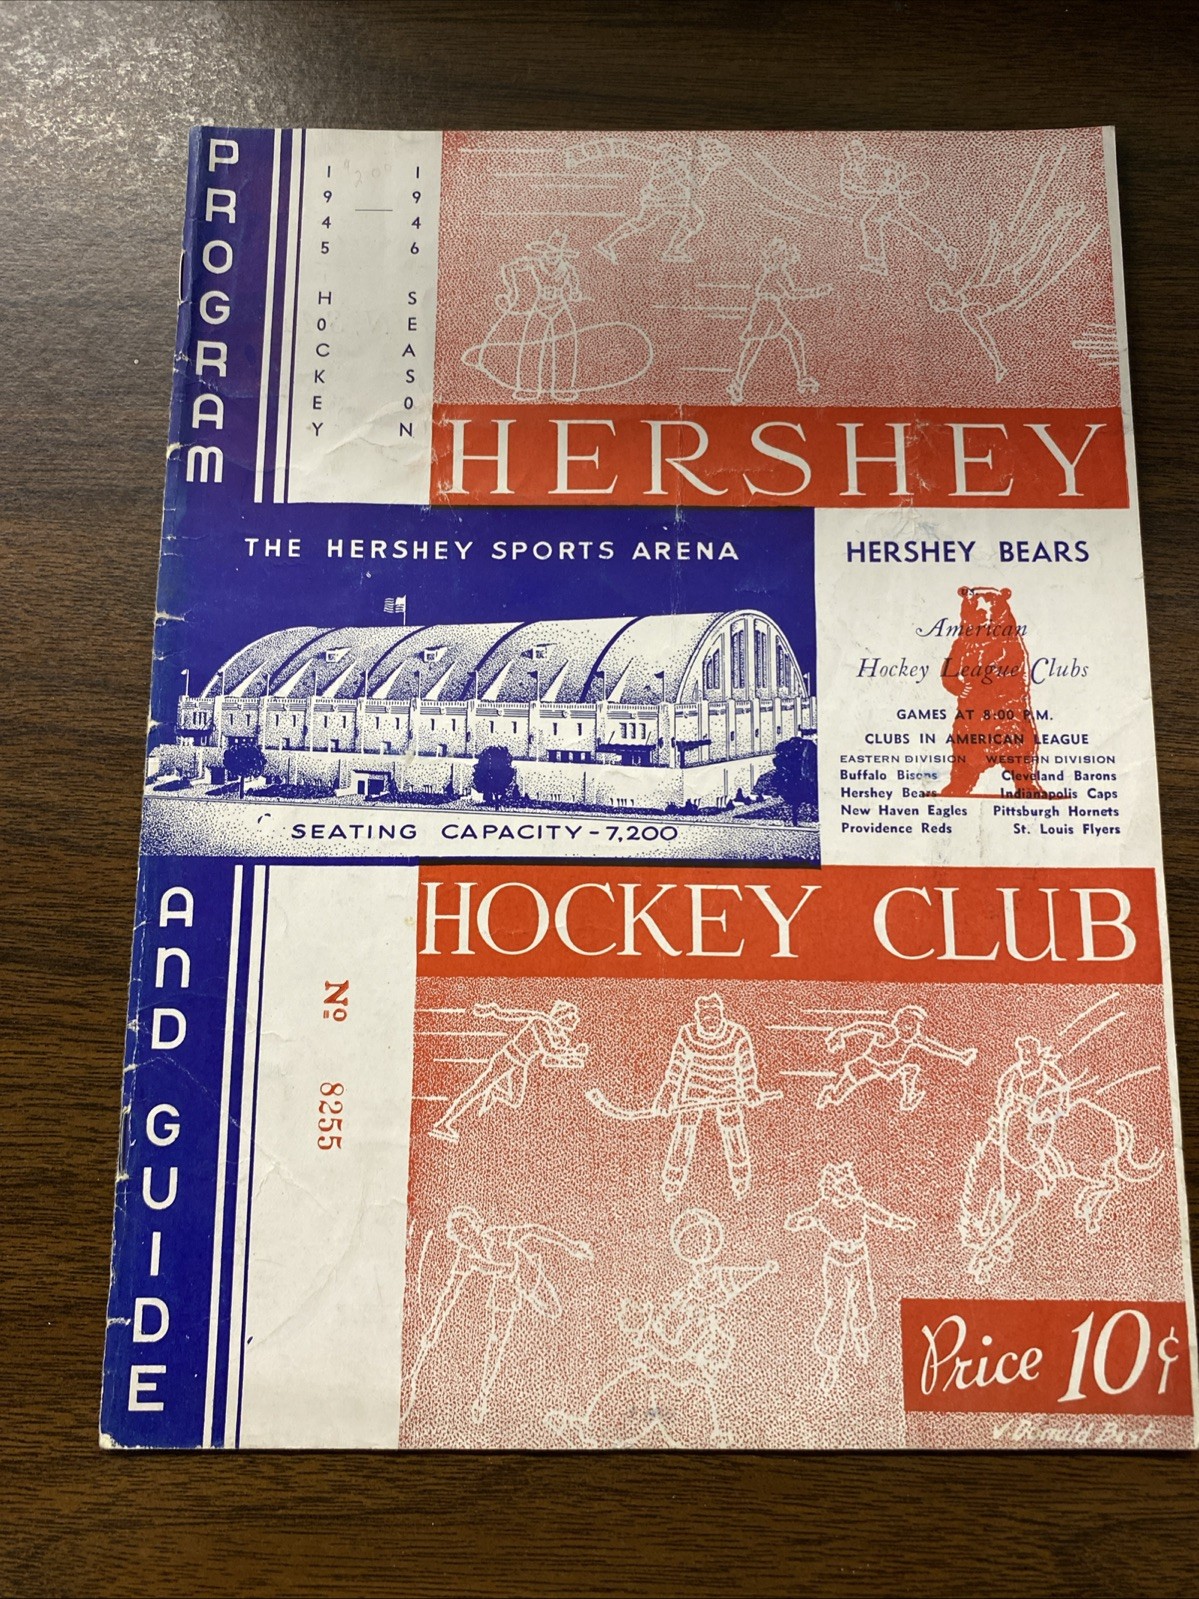 PROGRAM
1945 — 1946
HOCKEY SEASON
HERSHEY
THE HERSHEY SPORTS ARENA
SEATING CAPACITY - 7,200
HERSHEY BEARS
vs.
American
Hockey League Clubs
GAMES AT 8:00 P.M.
CLUBS IN AMERICAN LEAGUE
EASTERN DIVISION WESTERN DIVISION
Buffalo Bisons Cleveland Barons
Hershey Bears Indianapolis Caps
New Haven Eagles Pittsburgh Hornets
Providence Reds St. Louis Flyers
HOCKEY CLUB
AND GUIDE
No 8255
Price 10¢
Donald Best